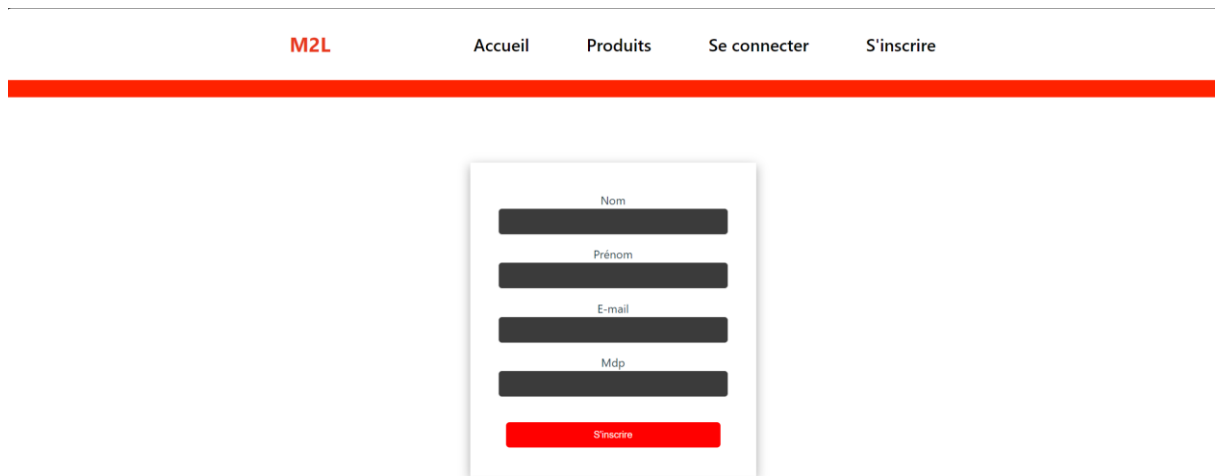 M2L Accueil Produits Se connecter S'inscrire
Nom
Prénom
E-mail
Mdp
S'inscrire